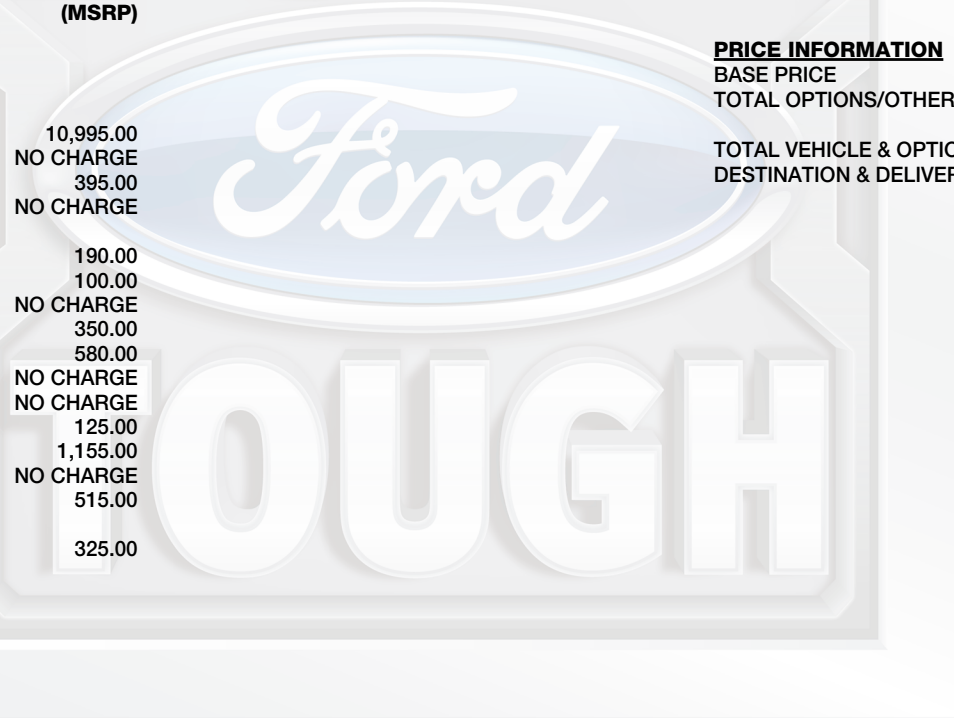 (MSRP)
10,995.00
NO CHARGE
395.00
NO CHARGE
190.00
100.00
NO CHARGE
350.00
580.00
NO CHARGE
NO CHARGE
125.00
1,155.00
NO CHARGE
515.00
325.00
PRICE INFORMATION
BASE PRICE
TOTAL OPTIONS/OTHER
TOTAL VEHICLE & OPTIO
DESTINATION & DELIVER
Ford
TOUGH